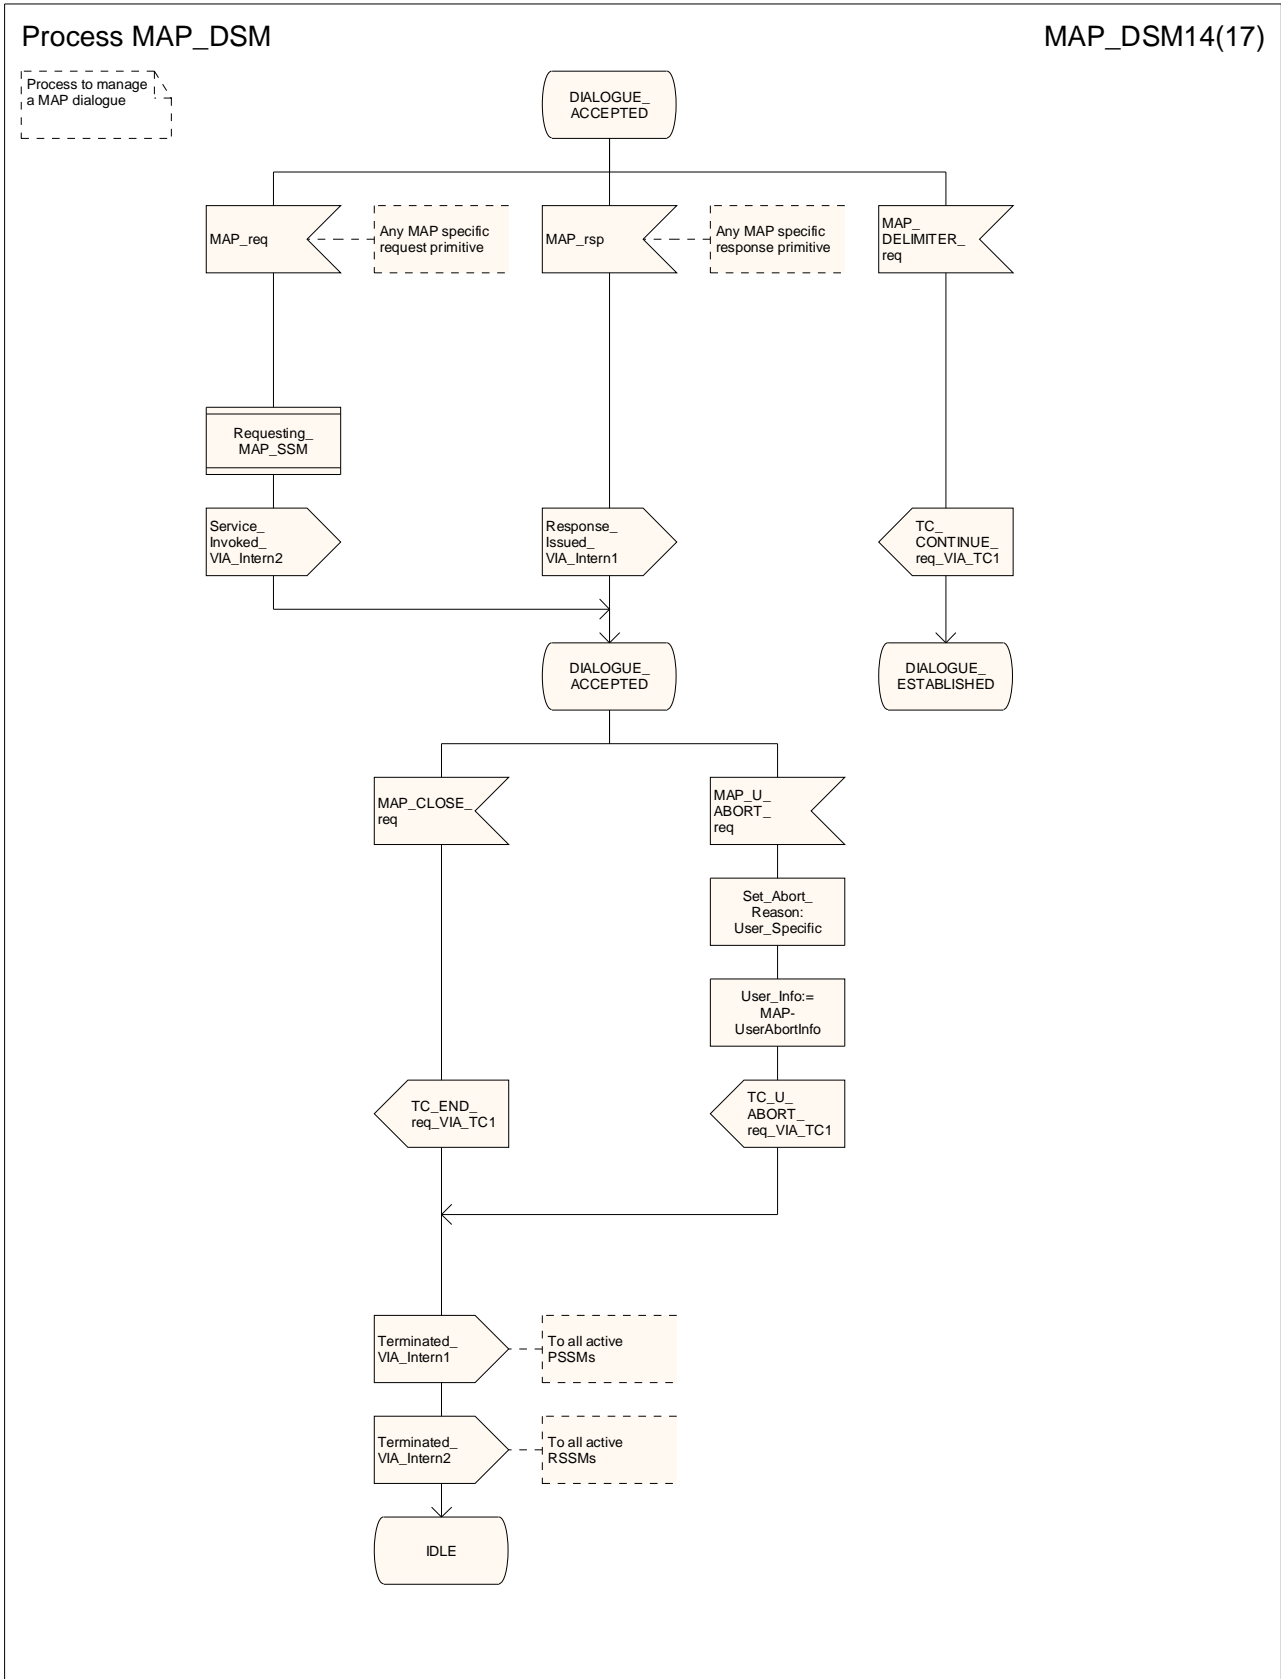 Process MAP_DSM
MAP_DSM14(17)
Process to manage
a MAP dialogue
DIALOGUE_
ACCEPTED
MAP_req
Any MAP specific
request primitive
MAP_rsp
Any MAP specific
response primitive
MAP_
DELIMITER_
req
Requesting_
MAP_SSM
Service_
Invoked_
VIA_Intern2
Response_
Issued_
VIA_Intern1
TC_
CONTINUE_
req_VIA_TC1
DIALOGUE_
ACCEPTED
DIALOGUE_
ESTABLISHED
MAP_CLOSE_
req
MAP_U_
ABORT_
req
Set_Abort_
Reason:
User_Specific
User_Info:=
MAP-
UserAbortInfo
TC_END_
req_VIA_TC1
TC_U_
ABORT_
req_VIA_TC1
Terminated_
VIA_Intern1
To all active
PSSMs
Terminated_
VIA_Intern2
To all active
RSSMs
IDLE